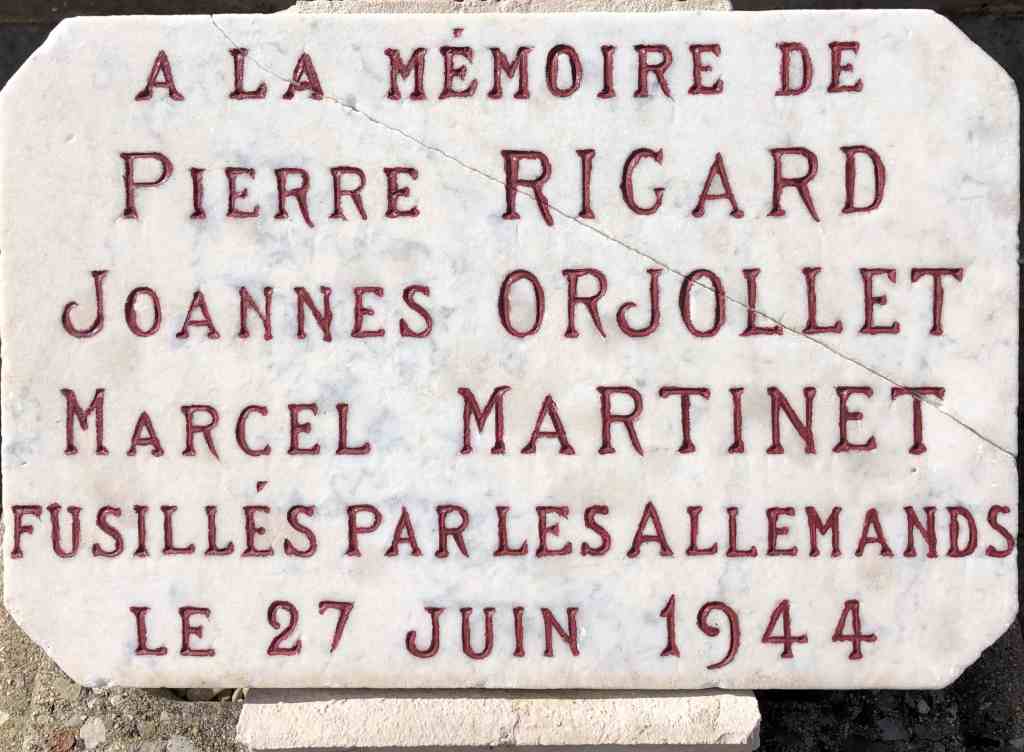 A LA MÉMOIRE DE
PIERRE RIGARD
JOANNES ORJOLLET
MARCEL MARTINET
FUSILLÉS PAR LES ALLEMANDS
LE 27 JUIN 1944